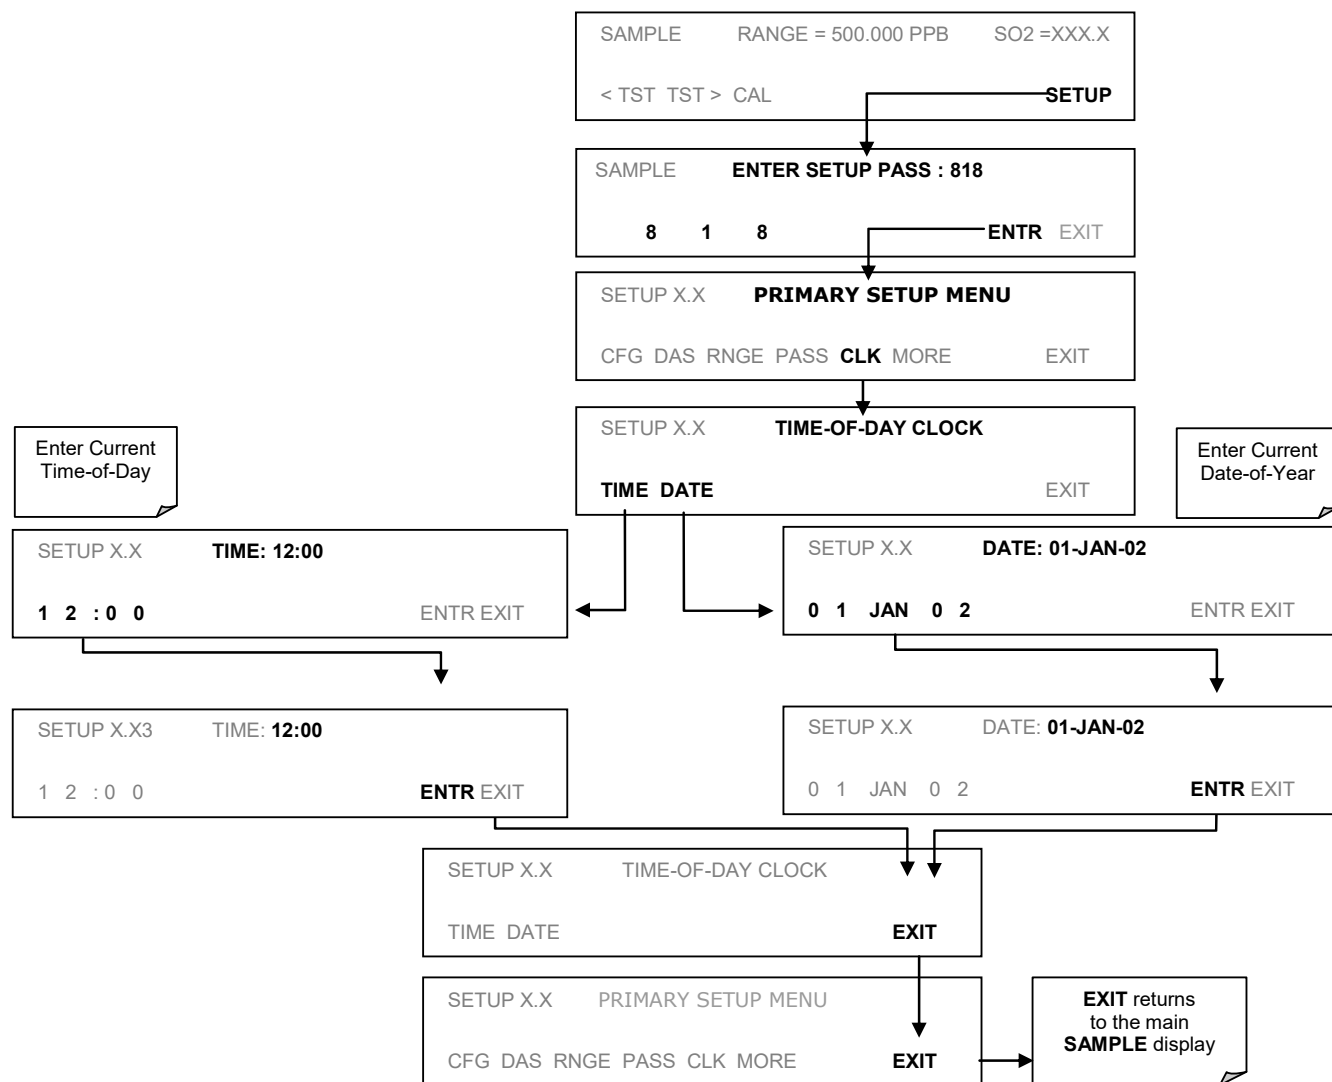 SAMPLE RANGE = 500.000 PPB SO2 =XXX.X
< TST TST > CAL SETUP
SAMPLE ENTER SETUP PASS : 818
8 1 8 ENTR EXIT
SETUP X.X PRIMARY SETUP MENU
CFG DAS RNGE PASS CLK MORE EXIT
SETUP X.X TIME-OF-DAY CLOCK
TIME DATE EXIT
Enter Current
Time-of-Day
Enter Current
Date-of-Year
SETUP X.X TIME: 12:00
1 2 : 0 0 ENTR EXIT
SETUP X.X DATE: 01-JAN-02
0 1 JAN 0 2 ENTR EXIT
SETUP X.X3 TIME: 12:00
1 2 : 0 0 ENTR EXIT
SETUP X.X DATE: 01-JAN-02
0 1 JAN 0 2 ENTR EXIT
SETUP X.X TIME-OF-DAY CLOCK
TIME DATE EXIT
SETUP X.X PRIMARY SETUP MENU
CFG DAS RNGE PASS CLK MORE EXIT
EXIT returns
to the main
SAMPLE display